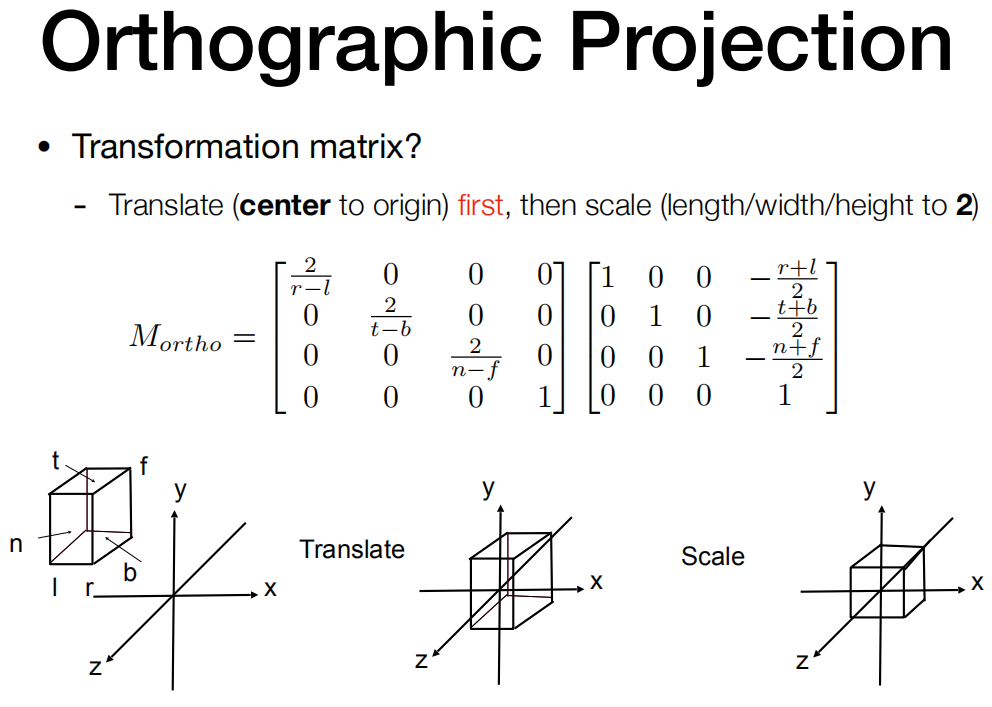 Orthographic Projection
• Transformation matrix?
- Translate (center to origin) first, then scale (length/width/height to 2)
$M_{ortho} = \begin{bmatrix} \frac{2}{r-l} & 0 & 0 & 0 \\ 0 & \frac{2}{t-b} & 0 & 0 \\ 0 & 0 & \frac{2}{n-f} & 0 \\ 0 & 0 & 0 & 1 \end{bmatrix} \begin{bmatrix} 1 & 0 & 0 & -\frac{r+l}{2} \\ 0 & 1 & 0 & -\frac{t+b}{2} \\ 0 & 0 & 1 & -\frac{n+f}{2} \\ 0 & 0 & 0 & 1 \end{bmatrix}$
t f
y
n
b
l r
x
z
Translate
y
x
z
Scale
y
x
z